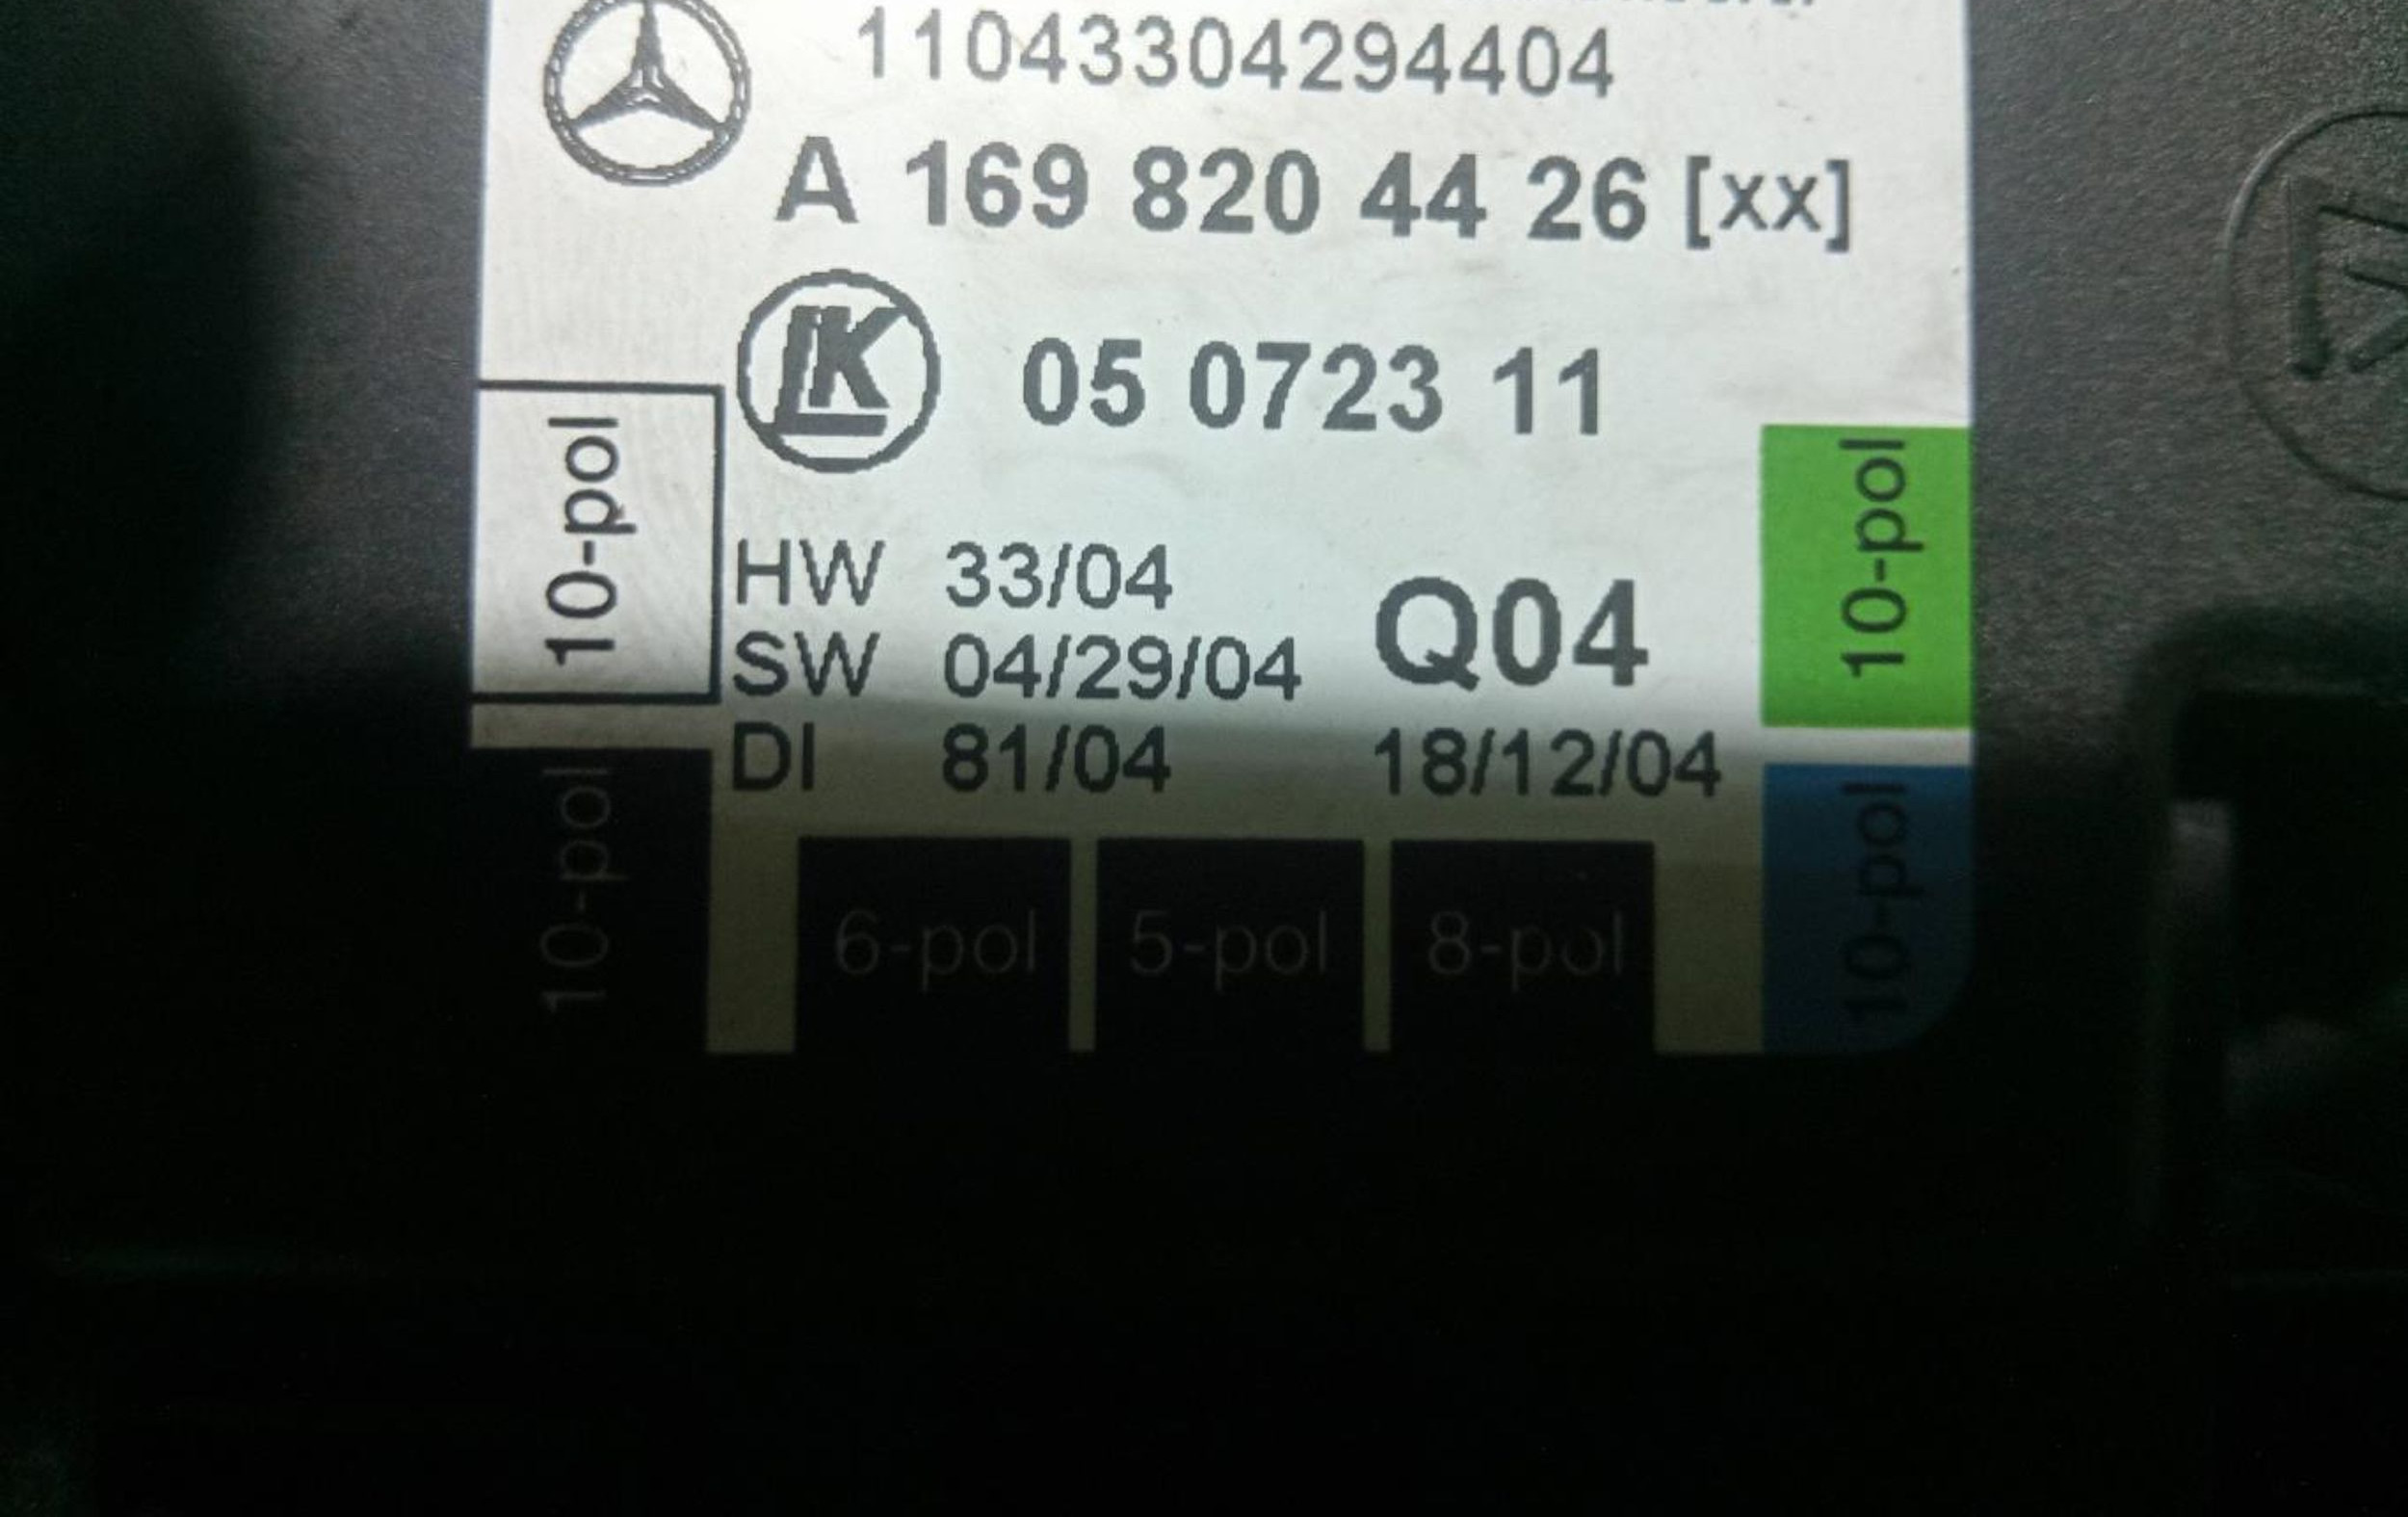 11043304294404
A 169 820 44 26 [xx]
LK 05 0723 11
10-pol
10-pol
HW 33/04
SW 04/29/04 Q04
DI 81/04 18/12/04
10-pol
6-pol 5-pol 8-pol
10-pol